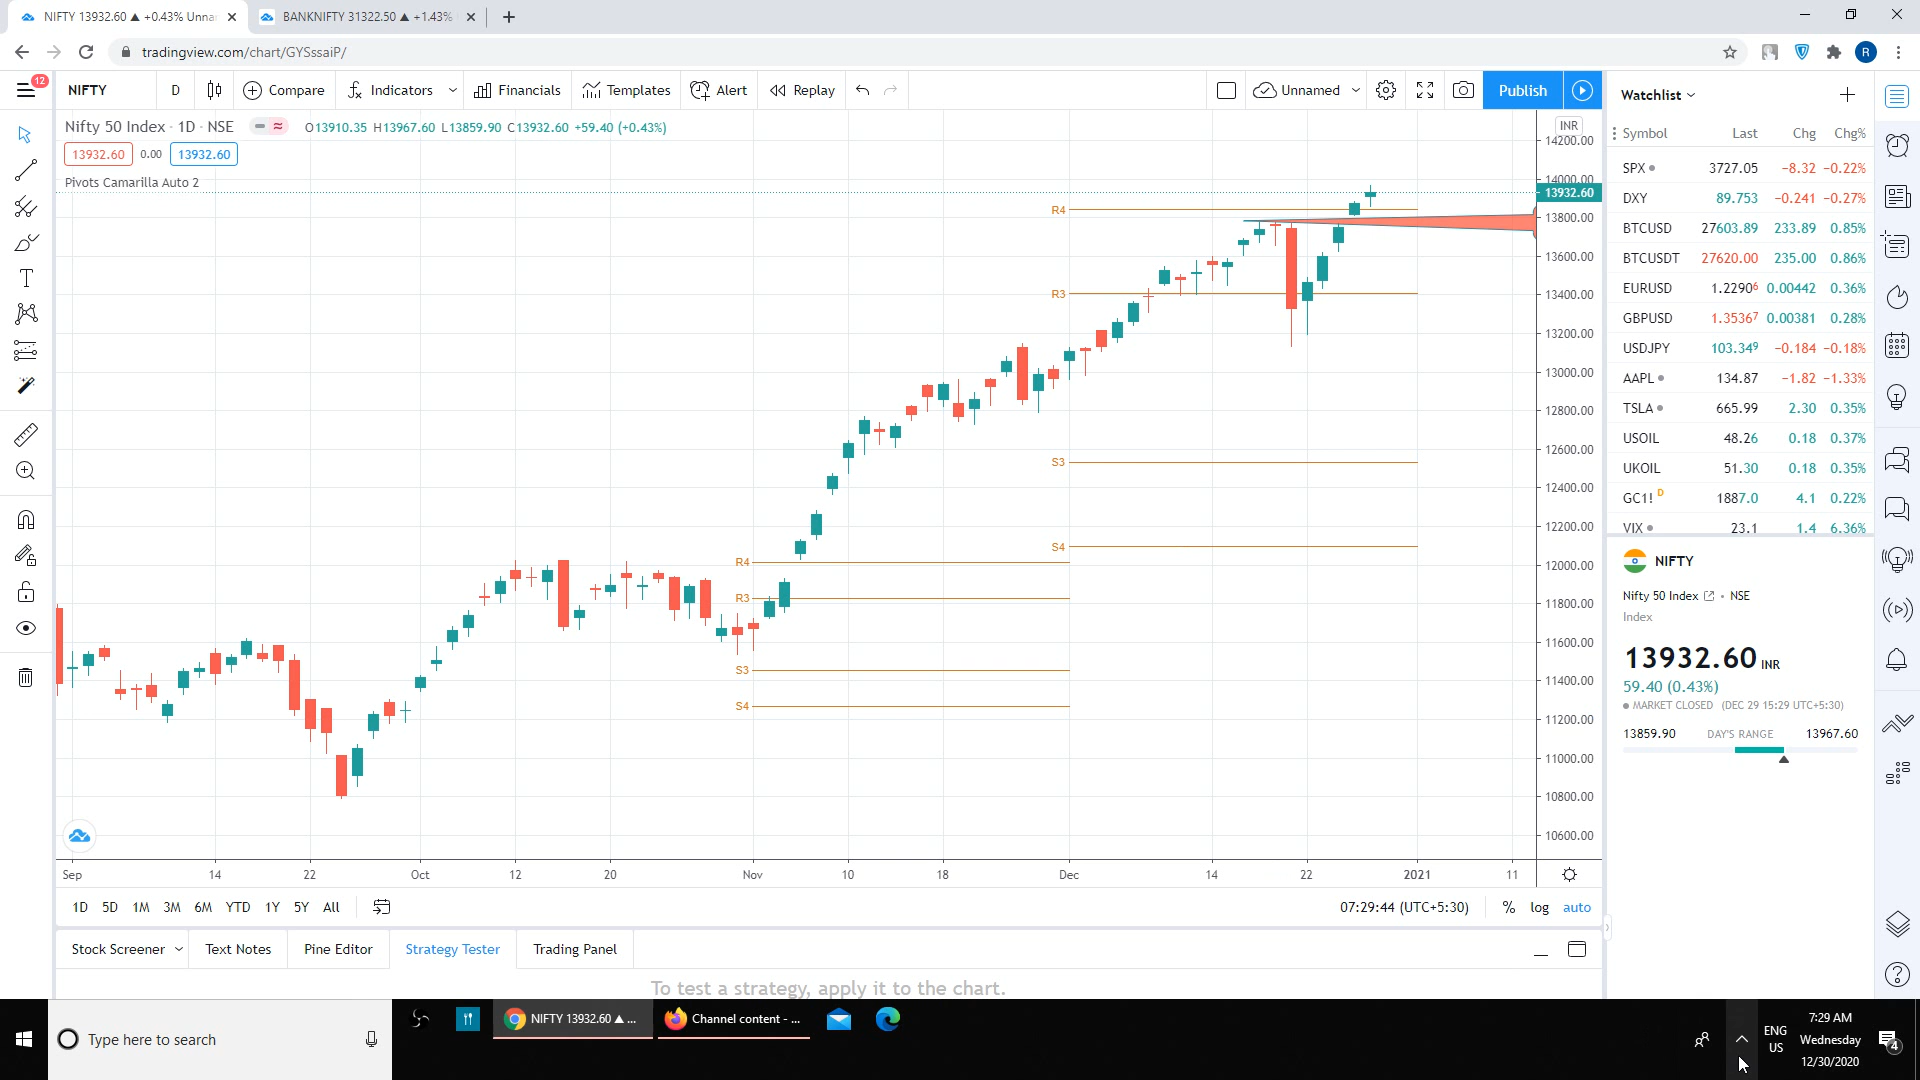 NIFTY 13932.60 ▲ +0.43% Unna
BANKNIFTY 31322.50 ▲ +1.43%
tradingview.com/chart/GYSssaiP/
R
12
NIFTY
D
Compare
Indicators
Financials
Templates
Alert
Replay
Unnamed
Publish
Nifty 50 Index · 1D · NSE
O13910.35 H13967.60 L13859.90 C13932.60 +59.40 (+0.43%)
13932.60 0.00 13932.60
Pivots Camarilla Auto 2
INR
14200.00
14000.00
13932.60
13800.00
13600.00
13400.00
13200.00
13000.00
12800.00
12600.00
12400.00
12200.00
12000.00
11800.00
11600.00
11400.00
11200.00
11000.00
10800.00
10600.00
R4
R3
S3
S4
R4
R3
S3
S4
Sep 14 22 Oct 12 20 Nov 10 18 Dec 14 22 2021 11
1D 5D 1M 3M 6M YTD 1Y 5Y All
07:29:44 (UTC+5:30) % log auto
Stock Screener
Text Notes
Pine Editor
Strategy Tester
Trading Panel
To test a strategy, apply it to the chart.
Watchlist
Symbol Last Chg Chg%
SPX 3727.05 −8.32 −0.22%
DXY 89.753 −0.241 −0.27%
BTCUSD 27603.89 233.89 0.85%
BTCUSDT 27620.00 235.00 0.86%
EURUSD 1.22906 0.00442 0.36%
GBPUSD 1.35367 0.00381 0.28%
USDJPY 103.349 −0.184 −0.18%
AAPL 134.87 −1.82 −1.33%
TSLA 665.99 2.30 0.35%
USOIL 48.26 0.18 0.37%
UKOIL 51.30 0.18 0.35%
GC1! D 1887.0 4.1 0.22%
VIX 23.1 1.4 6.36%
NIFTY
Nifty 50 Index · NSE
Index
13932.60 INR
59.40 (0.43%)
MARKET CLOSED (DEC 29 15:29 UTC+5:30)
13859.90 DAY'S RANGE 13967.60
Type here to search
NIFTY 13932.60 ▲ ...
Channel content - ...
ENG
US
7:29 AM
Wednesday
12/30/2020
4